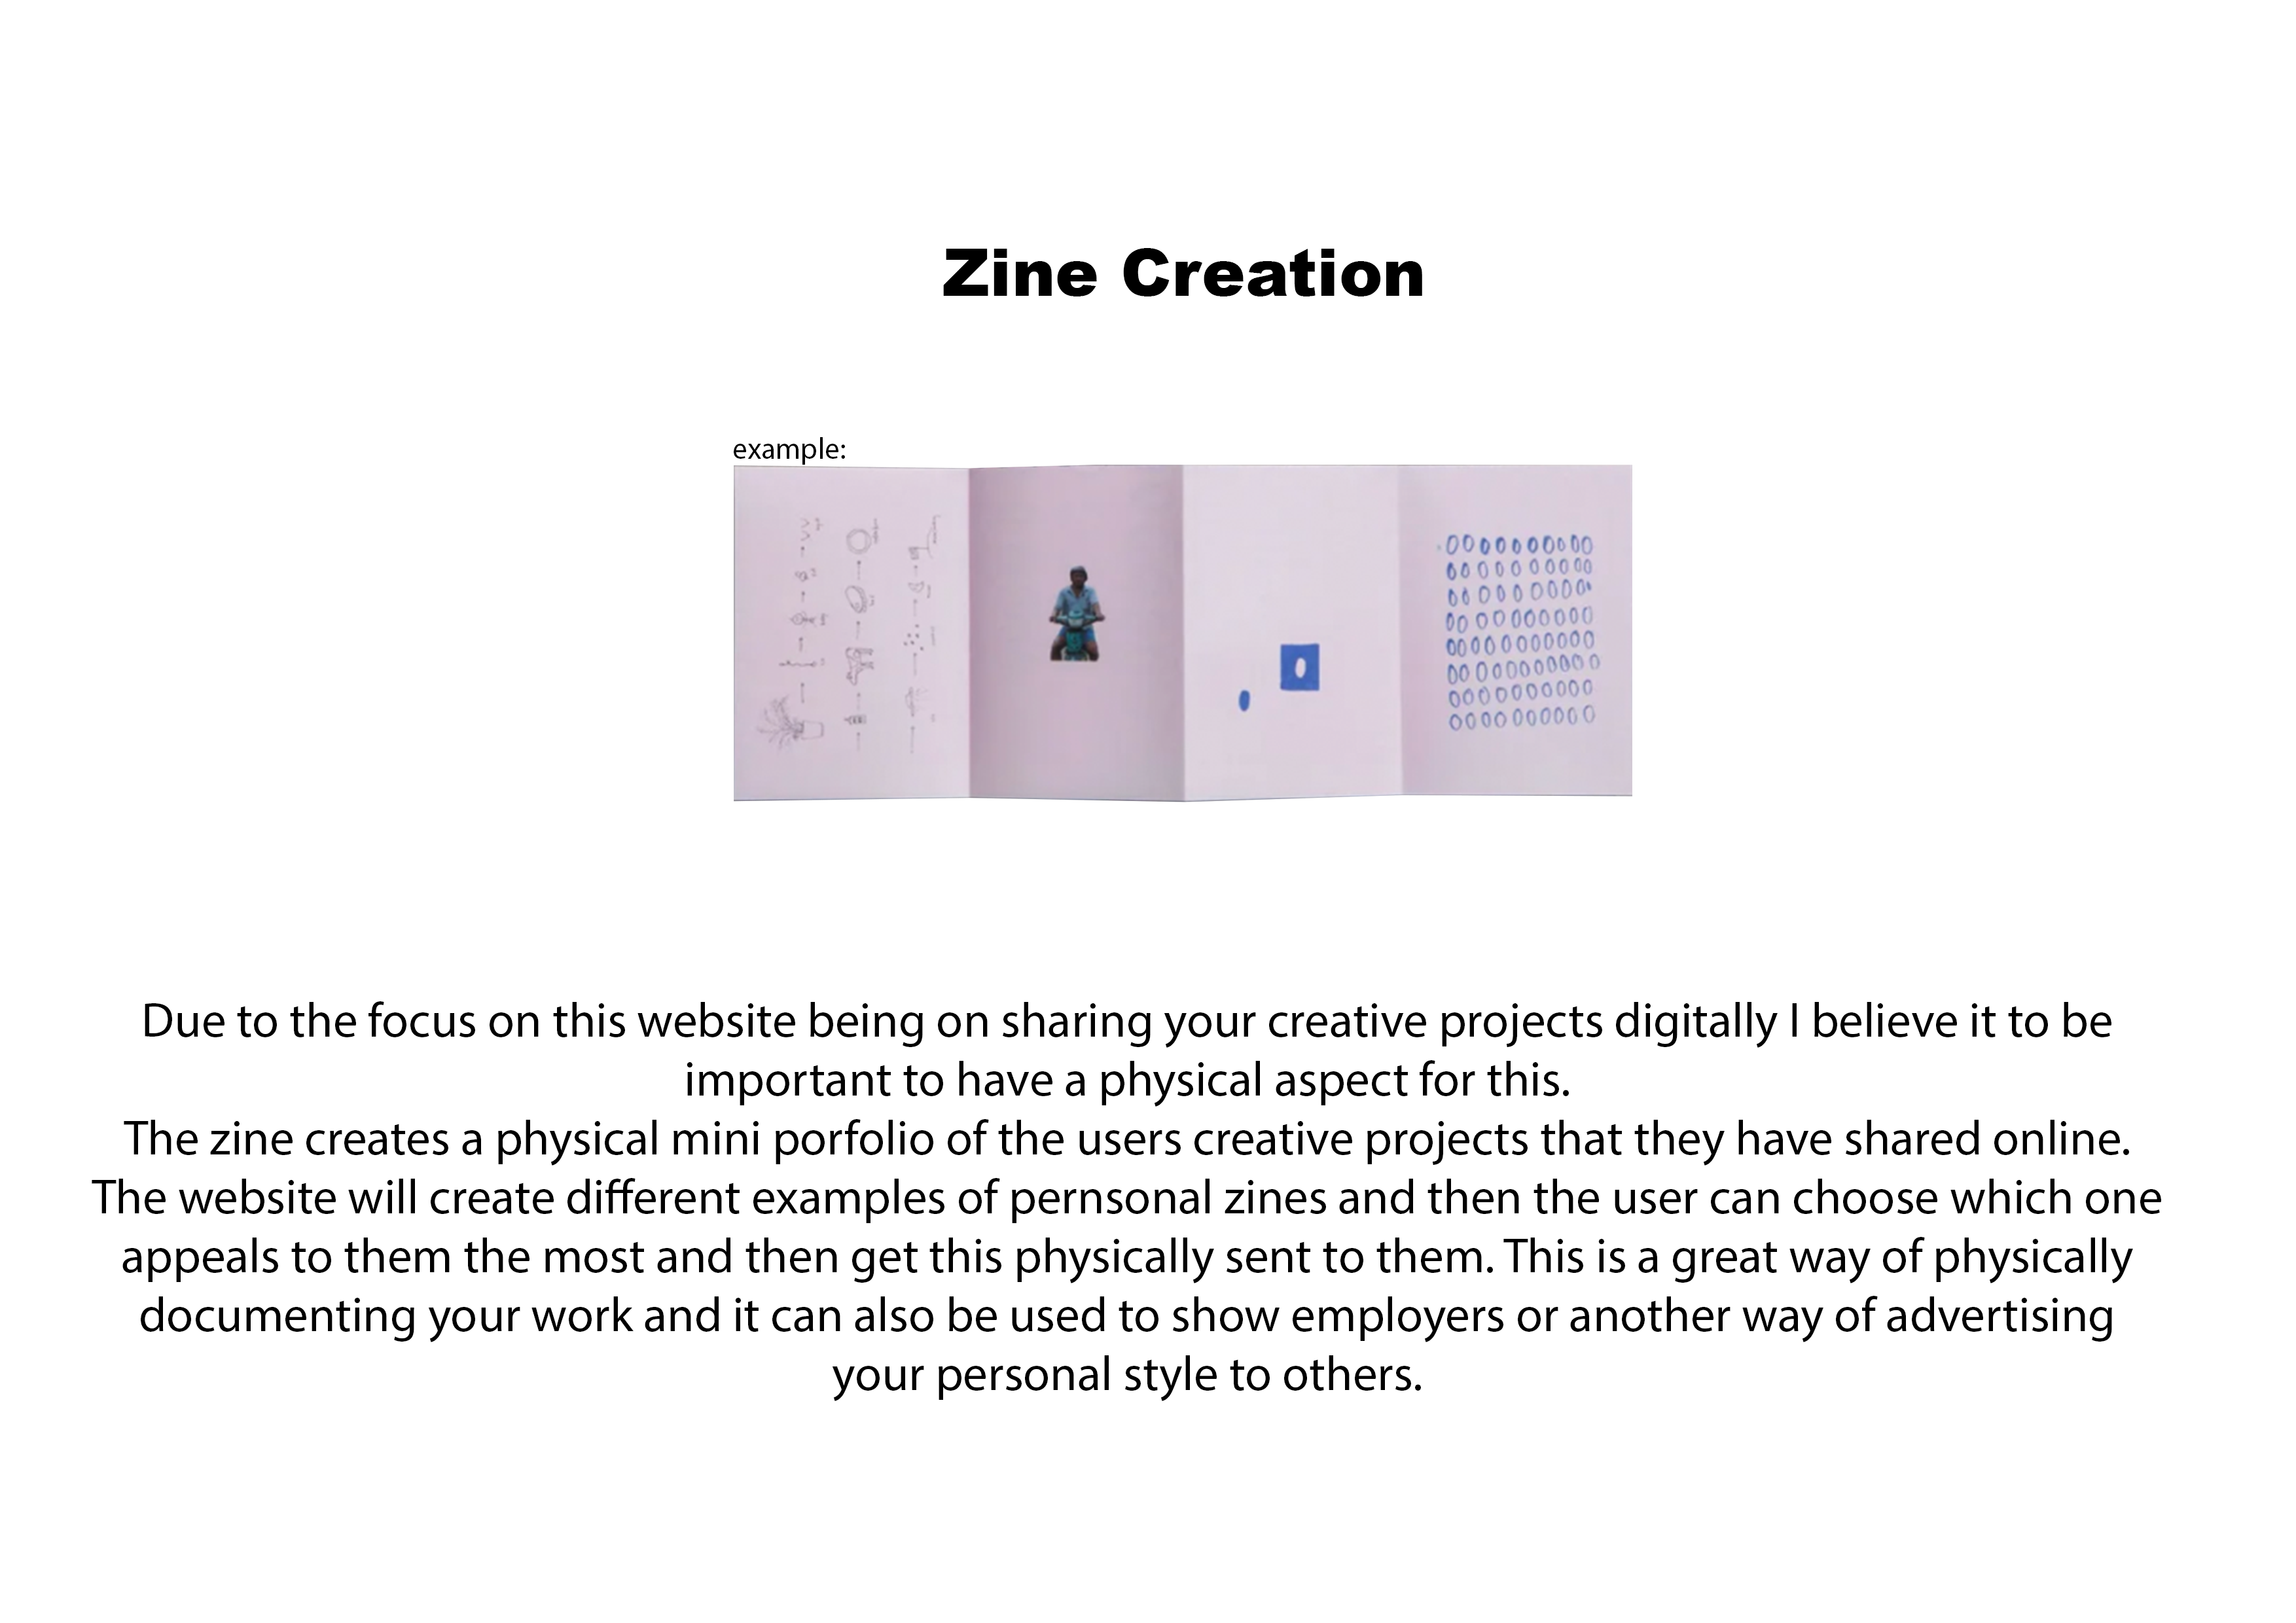 Zine Creation
example:
Due to the focus on this website being on sharing your creative projects digitally I believe it to be
important to have a physical aspect for this.
The zine creates a physical mini porfolio of the users creative projects that they have shared online.
The website will create different examples of pernsonal zines and then the user can choose which one
appeals to them the most and then get this physically sent to them. This is a great way of physically
documenting your work and it can also be used to show employers or another way of advertising
your personal style to others.